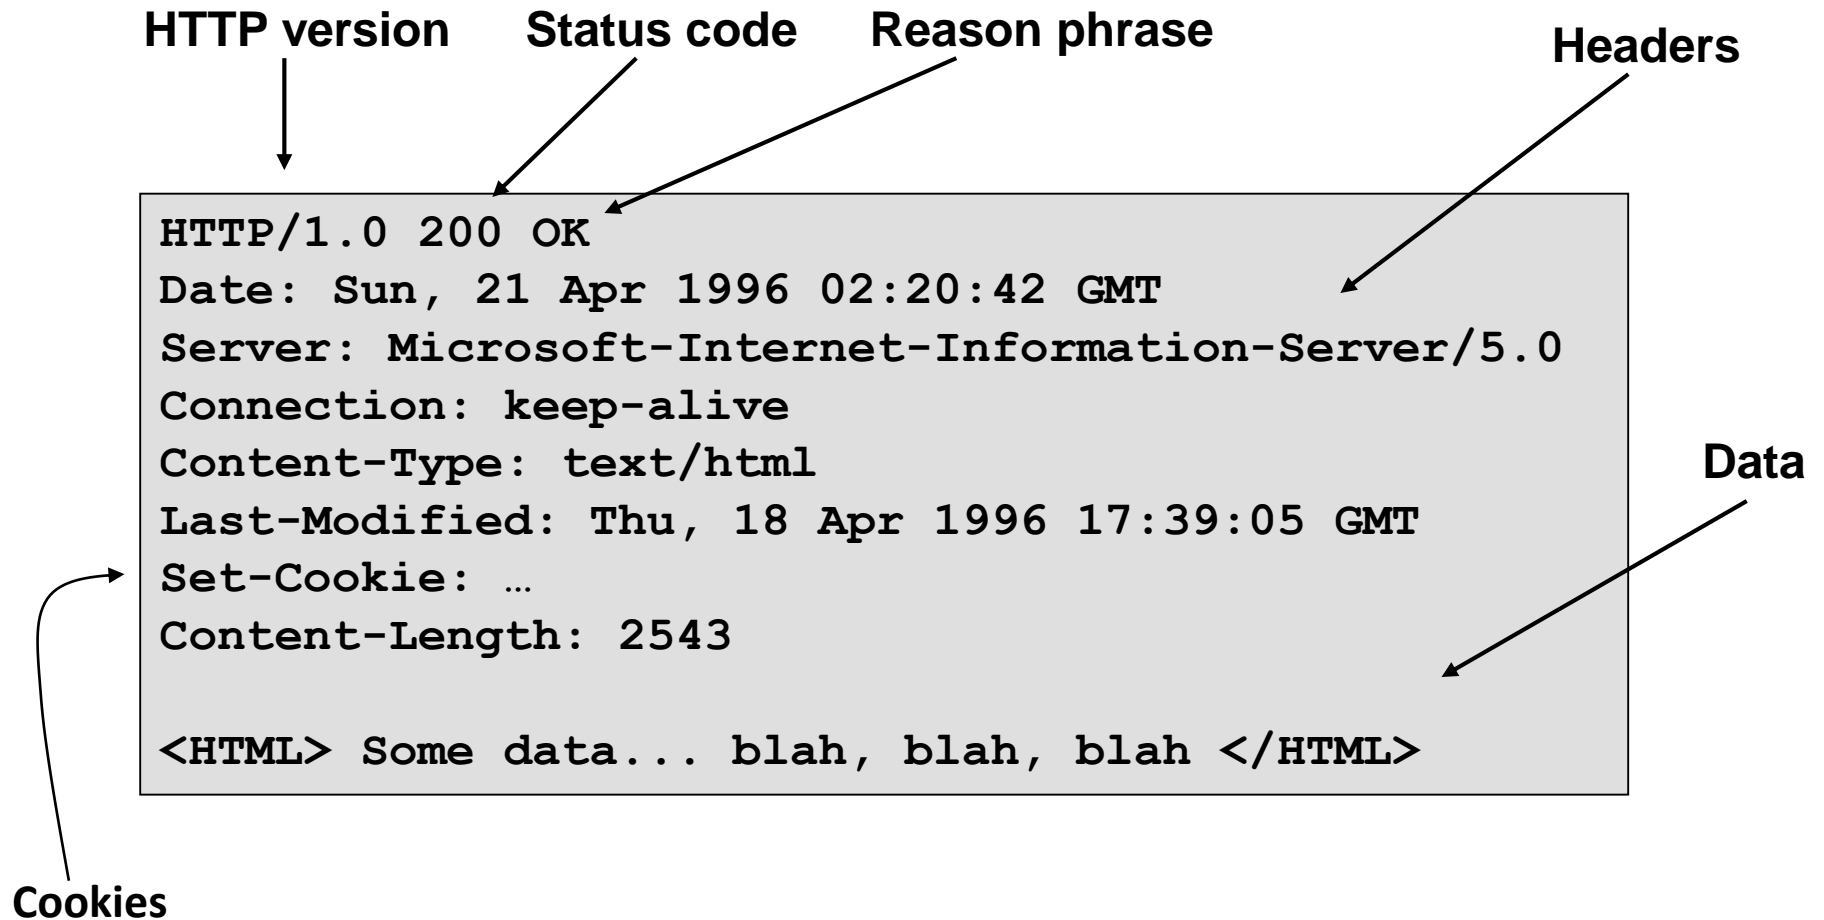 HTTP version Status code Reason phrase Headers
HTTP/1.0 200 OK
Date: Sun, 21 Apr 1996 02:20:42 GMT
Server: Microsoft-Internet-Information-Server/5.0
Connection: keep-alive
Content-Type: text/html
Data
Last-Modified: Thu, 18 Apr 1996 17:39:05 GMT
Set-Cookie: …
Content-Length: 2543
<HTML> Some data... blah, blah, blah </HTML>
Cookies